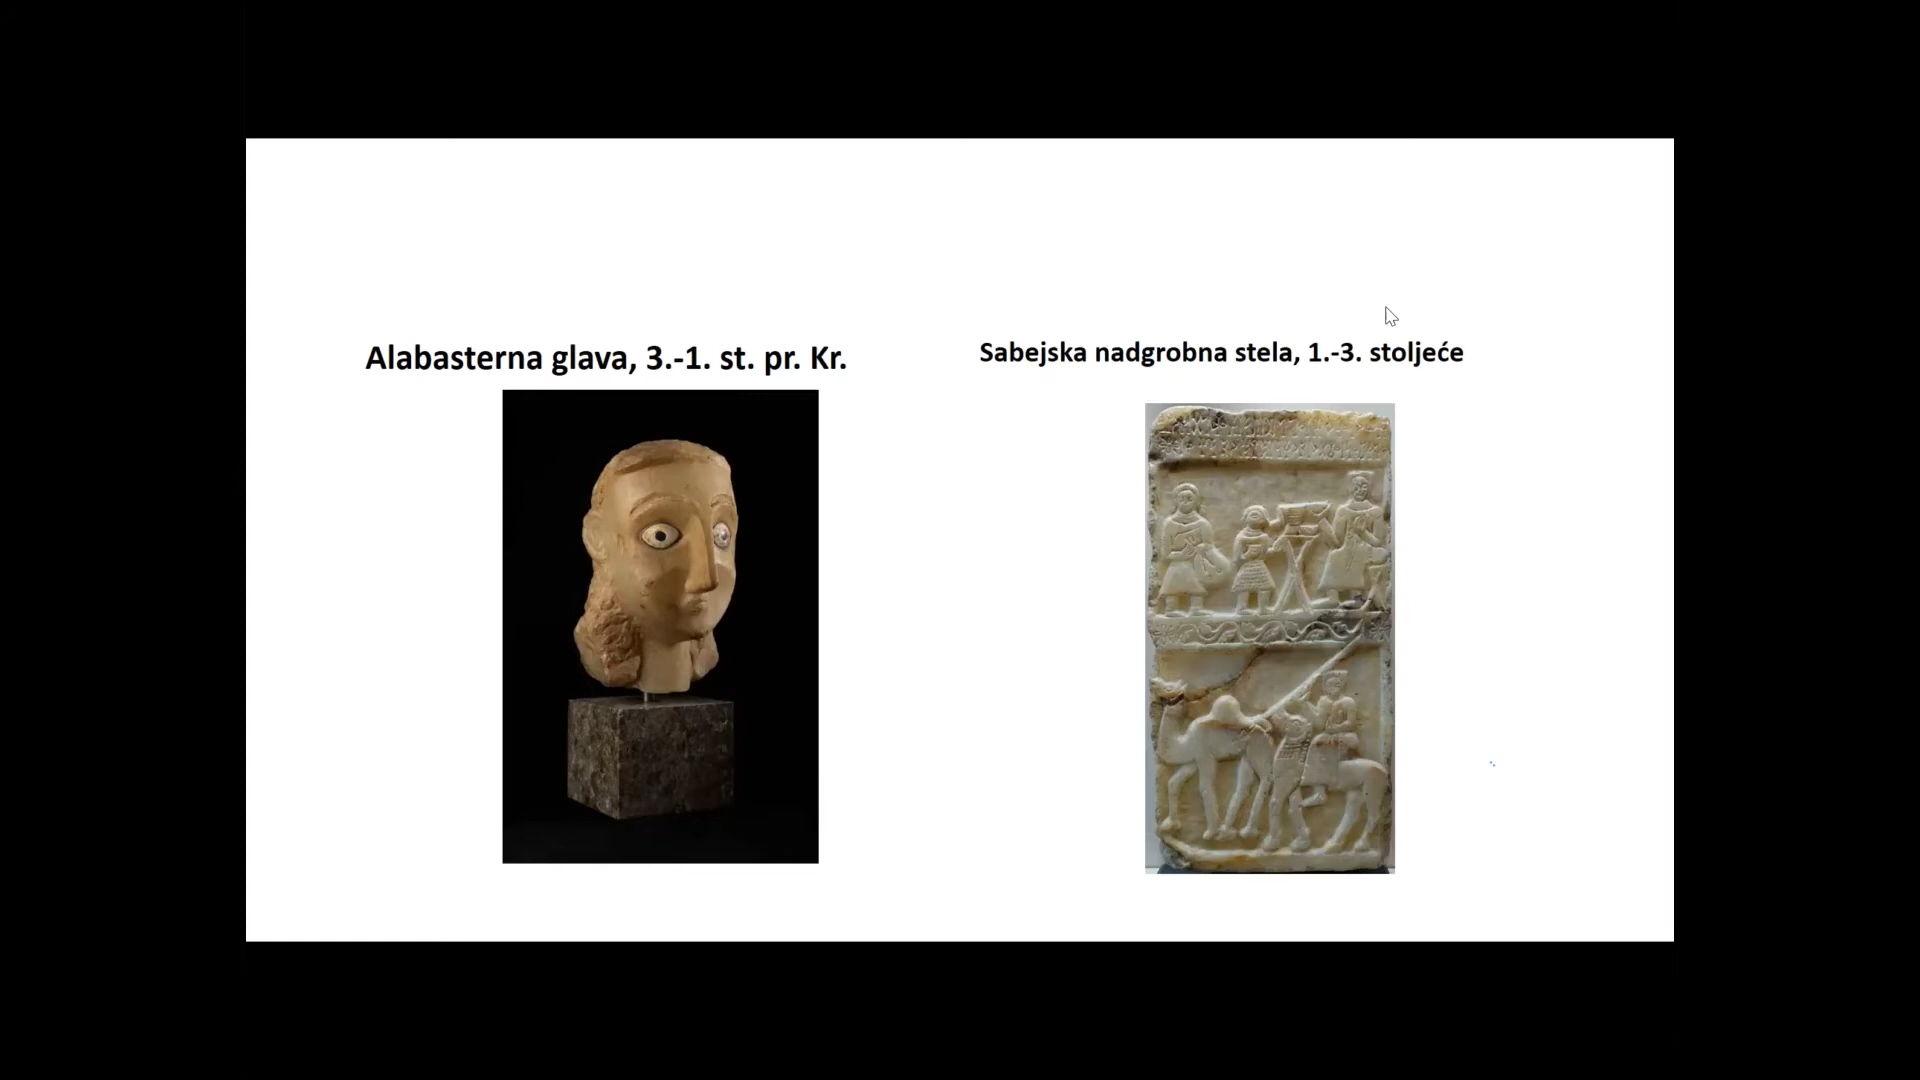 Alabasterna glava, 3.-1. st. pr. Kr.
Sabejska nadgrobna stela, 1.-3. stoljeće